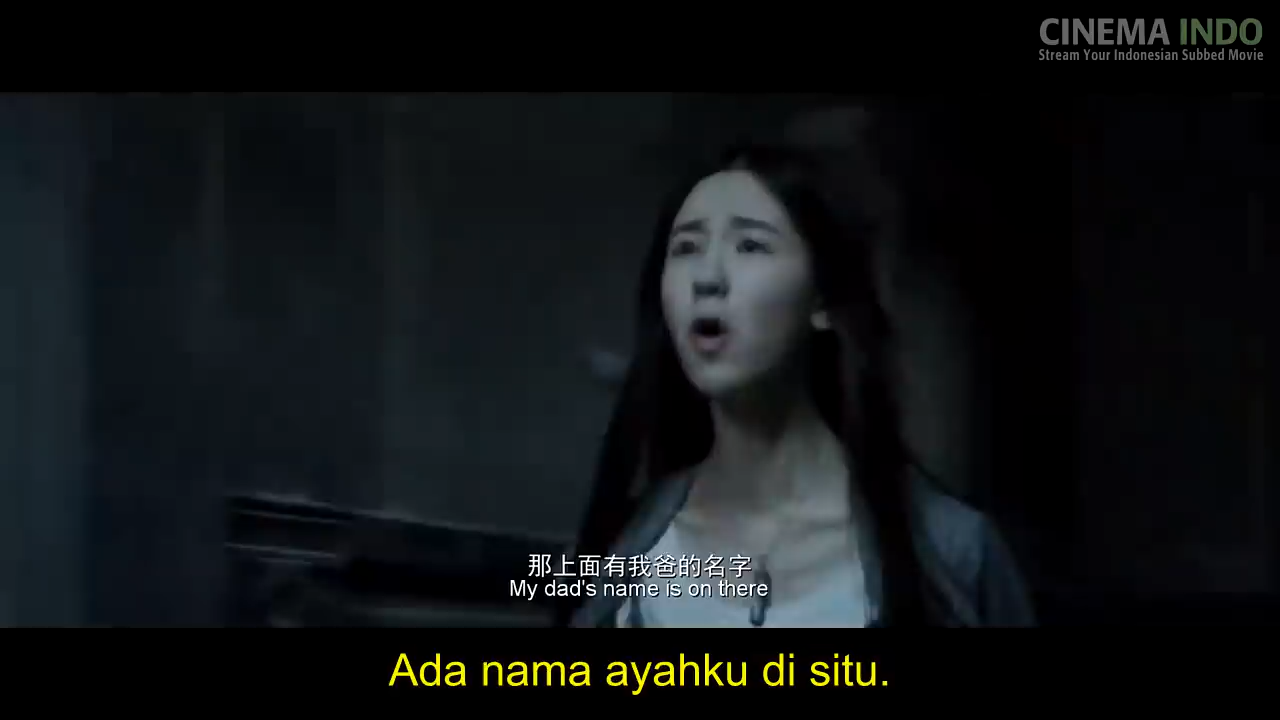 CINEMA INDO
Stream Your Indonesian Subbed Movie
那上面有我爸的名字
My dad's name is on there
Ada nama ayahku di situ.